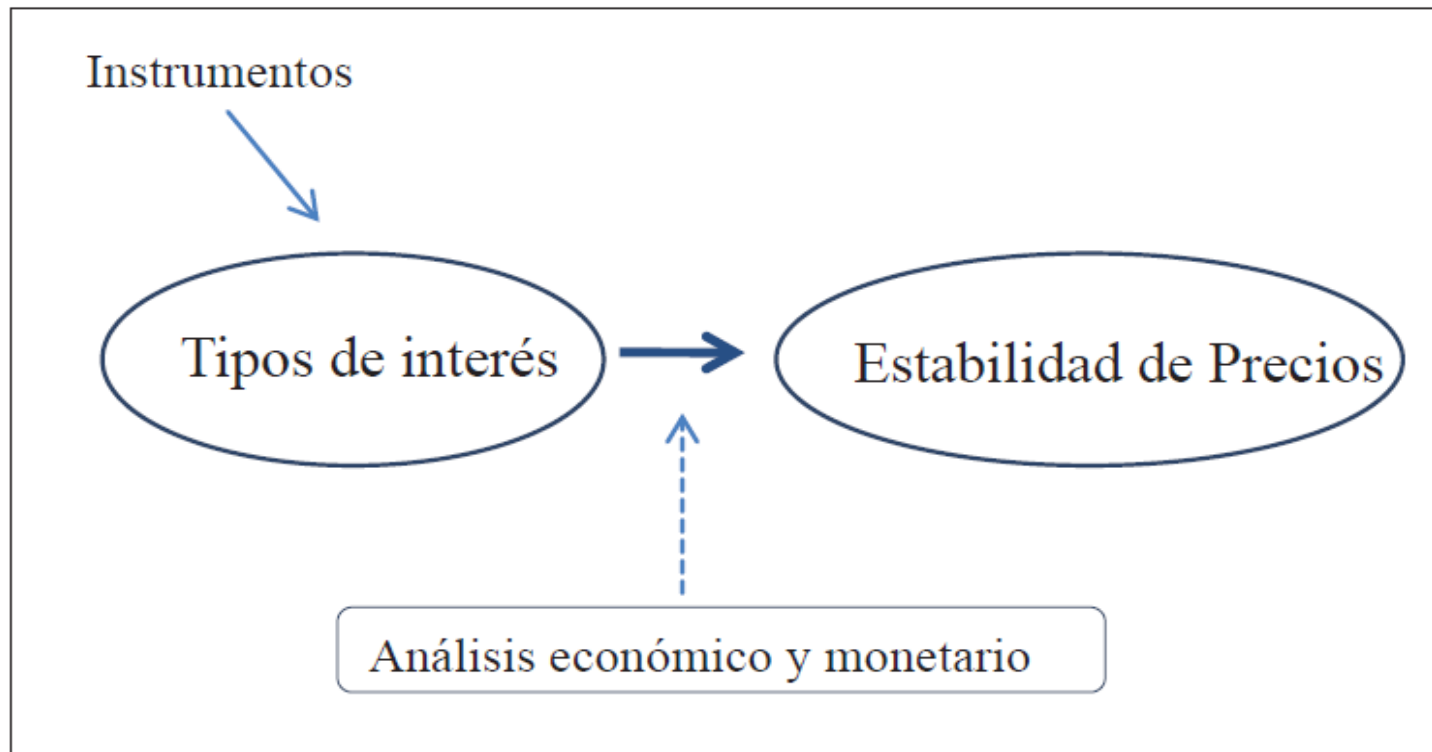 Instrumentos
Tipos de interés
Estabilidad de Precios
Análisis económico y monetario